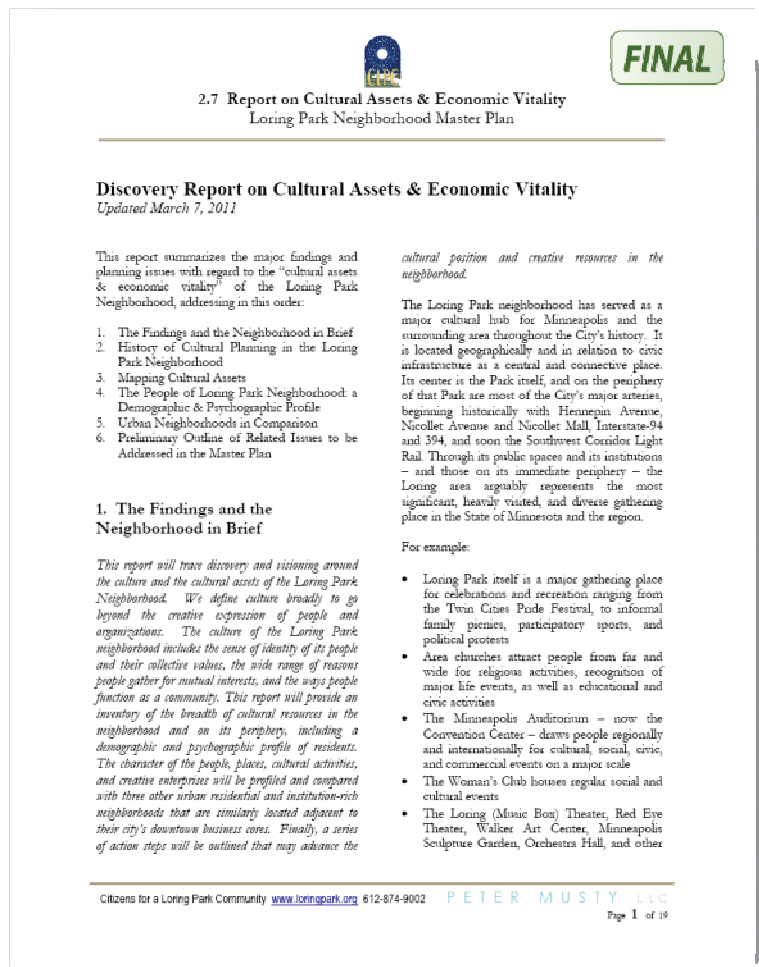 CLPC
FINAL
2.7 Report on Cultural Assets & Economic Vitality
Loring Park Neighborhood Master Plan
Discovery Report on Cultural Assets & Economic Vitality
Updated March 7, 2011
This report summarizes the major findings and
planning issues with regard to the “cultural assets
& economic vitality” of the Loring Park
Neighborhood, addressing in this order:
1. The Findings and the Neighborhood in Brief
2. History of Cultural Planning in the Loring
Park Neighborhood
3. Mapping Cultural Assets
4. The People of Loring Park Neighborhood: a
Demographic & Psychographic Profile
5. Urban Neighborhoods in Comparison
6. Preliminary Outline of Related Issues to be
Addressed in the Master Plan
1. The Findings and the
Neighborhood in Brief
This report will trace discovery and visioning around
the culture and the cultural assets of the Loring Park
Neighborhood. We define culture broadly to go
beyond the creative expression of people and
organizations. The culture of the Loring Park
neighborhood includes the sense of identity of its people
and their collective values, the wide range of reasons
people gather for mutual interests, and the ways people
function as a community. This report will provide an
inventory of the breadth of cultural resources in the
neighborhood and on its periphery, including a
demographic and psychographic profile of residents.
The character of the people, places, cultural activities,
and creative enterprises will be profiled and compared
with three other urban residential and institution-rich
neighborhoods that are similarly located adjacent to
their city's downtown business cores. Finally, a series
of action steps will be outlined that may advance the
cultural position and creative resources in the
neighborhood.
The Loring Park neighborhood has served as a
major cultural hub for Minneapolis and the
surrounding area throughout the City's history. It
is located geographically and in relation to civic
infrastructure as a central and connective place.
Its center is the Park itself, and on the periphery
of that Park are most of the City's major arteries,
beginning historically with Hennepin Avenue,
Nicollet Avenue and Nicollet Mall, Interstate-94
and 394, and soon the Southwest Corridor Light
Rail. Through its public spaces and its institutions
– and those on its immediate periphery – the
Loring area arguably represents the most
significant, heavily visited, and diverse gathering
place in the State of Minnesota and the region.
For example:
• Loring Park itself is a major gathering place
for celebrations and recreation ranging from
the Twin Cities Pride Festival, to informal
family picnics, participatory sports, and
political protests
• Area churches attract people from far and
wide for religious activities, recognition of
major life events, as well as educational and
civic activities
• The Minneapolis Auditorium – now the
Convention Center – draws people regionally
and internationally for cultural, social, civic,
and commercial events on a major scale
• The Woman's Club houses regular social and
cultural events
• The Loring (Music Box) Theater, Red Eye
Theater, Walker Art Center, Minneapolis
Sculpture Garden, Orchestra Hall, and other
Citizens for a Loring Park Community www.loringpark.org 612-874-9002 PETER MUSTY LLC
Page 1 of 19